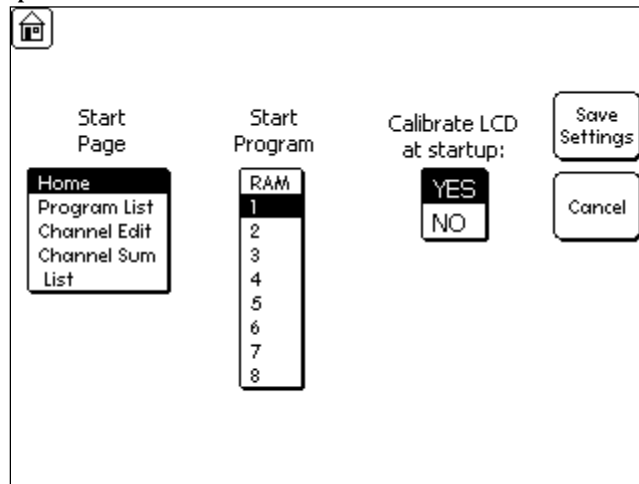 Start
Page
Home
Program List
Channel Edit
Channel Sum
List
Start
Program
RAM
1
2
3
4
5
6
7
8
Calibrate LCD
at startup:
YES
NO
Save
Settings
Cancel